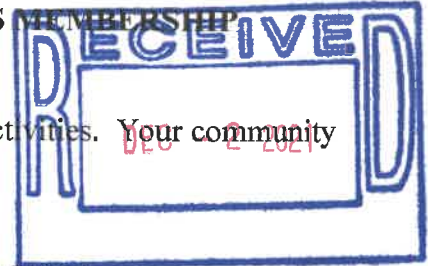 S MEMBERSHIP
RECEIVED
ctivities. Your community
DEC - 2 2021